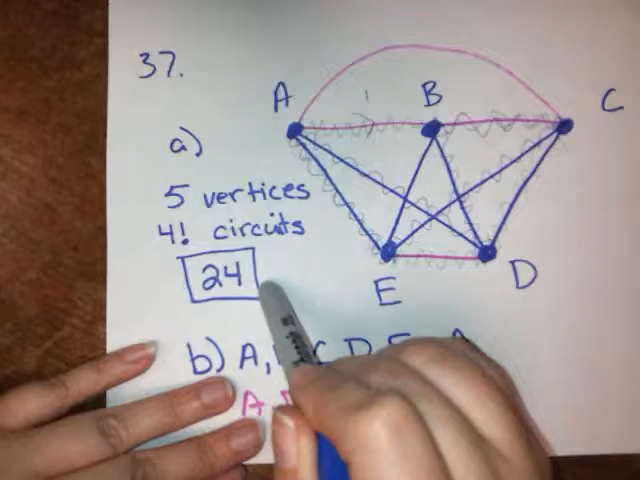 37.
A B C
a)
5 vertices
4! circuits
24
E D
b) A, C, D, E, A
A